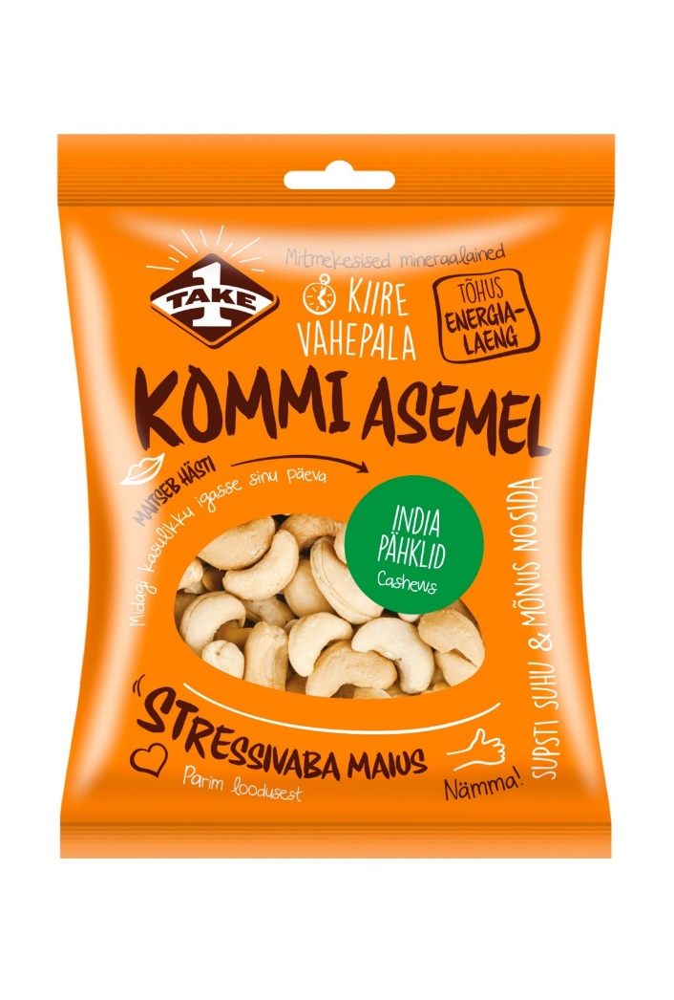 TAKE
1
Mitmekesised mineraalained
KIIRE
VAHEPALA
TÕHUS
ENERGIA-
LAENG
KOMMI ASEMEL
MAITSEB HÄSTI
Midagi kasulikku igasse sinu päeva
INDIA
PÄHKLID
Cashews
SUPSTI SUHU & MÕNUS NOSIDA
STRESSIVABA MAIUS
Parim loodusest
Nämma!